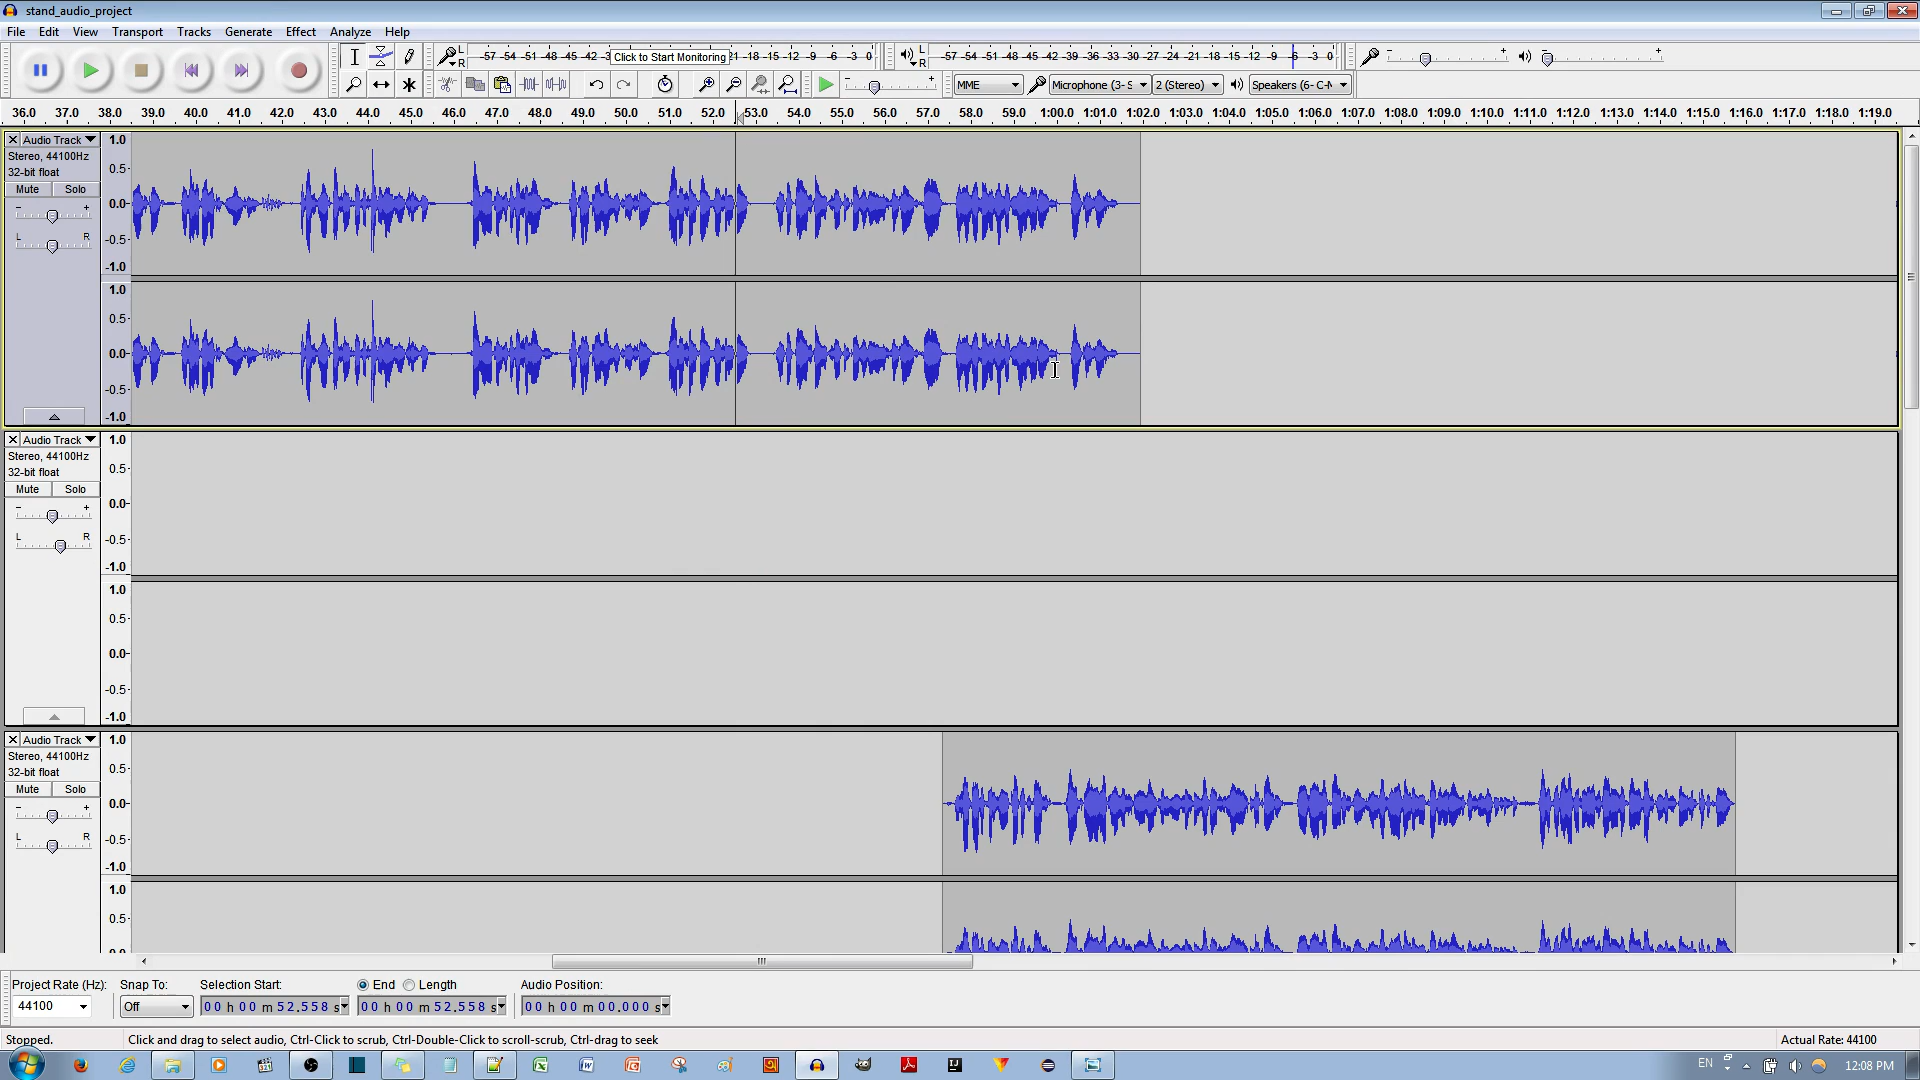 stand_audio_project
File Edit View Transport Tracks Generate Effect Analyze Help
L R -57 -54 -51 -48 -45 -42 -3 Click to Start Monitoring 21 -18 -15 -12 -9 -6 -3 0 L R -57 -54 -51 -48 -45 -42 -39 -36 -33 -30 -27 -24 -21 -18 -15 -12 -9 -6 -3 0 - + - +
- + MME Microphone (3- S 2 (Stereo) Speakers (6- C-M
36.0 37.0 38.0 39.0 40.0 41.0 42.0 43.0 44.0 45.0 46.0 47.0 48.0 49.0 50.0 51.0 52.0 53.0 54.0 55.0 56.0 57.0 58.0 59.0 1:00.0 1:01.0 1:02.0 1:03.0 1:04.0 1:05.0 1:06.0 1:07.0 1:08.0 1:09.0 1:10.0 1:11.0 1:12.0 1:13.0 1:14.0 1:15.0 1:16.0 1:17.0 1:18.0 1:19.0
Audio Track 1.0
Stereo, 44100Hz
32-bit float 0.5
Mute Solo
- + 0.0
L R -0.5
-1.0
1.0
0.5
0.0
-0.5
-1.0
Audio Track 1.0
Stereo, 44100Hz
32-bit float 0.5
Mute Solo
- + 0.0
L R -0.5
-1.0
1.0
0.5
0.0
-0.5
-1.0
Audio Track 1.0
Stereo, 44100Hz
32-bit float 0.5
Mute Solo
- + 0.0
L R -0.5
-1.0
1.0
0.5
0.0
Project Rate (Hz): Snap To: Selection Start: End Length Audio Position:
44100 Off 00 h 00 m 52.558 s 00 h 00 m 52.558 s 00 h 00 m 00.000 s
Stopped. Click and drag to select audio, Ctrl-Click to scrub, Ctrl-Double-Click to scroll-scrub, Ctrl-drag to seek Actual Rate: 44100
EN 12:08 PM